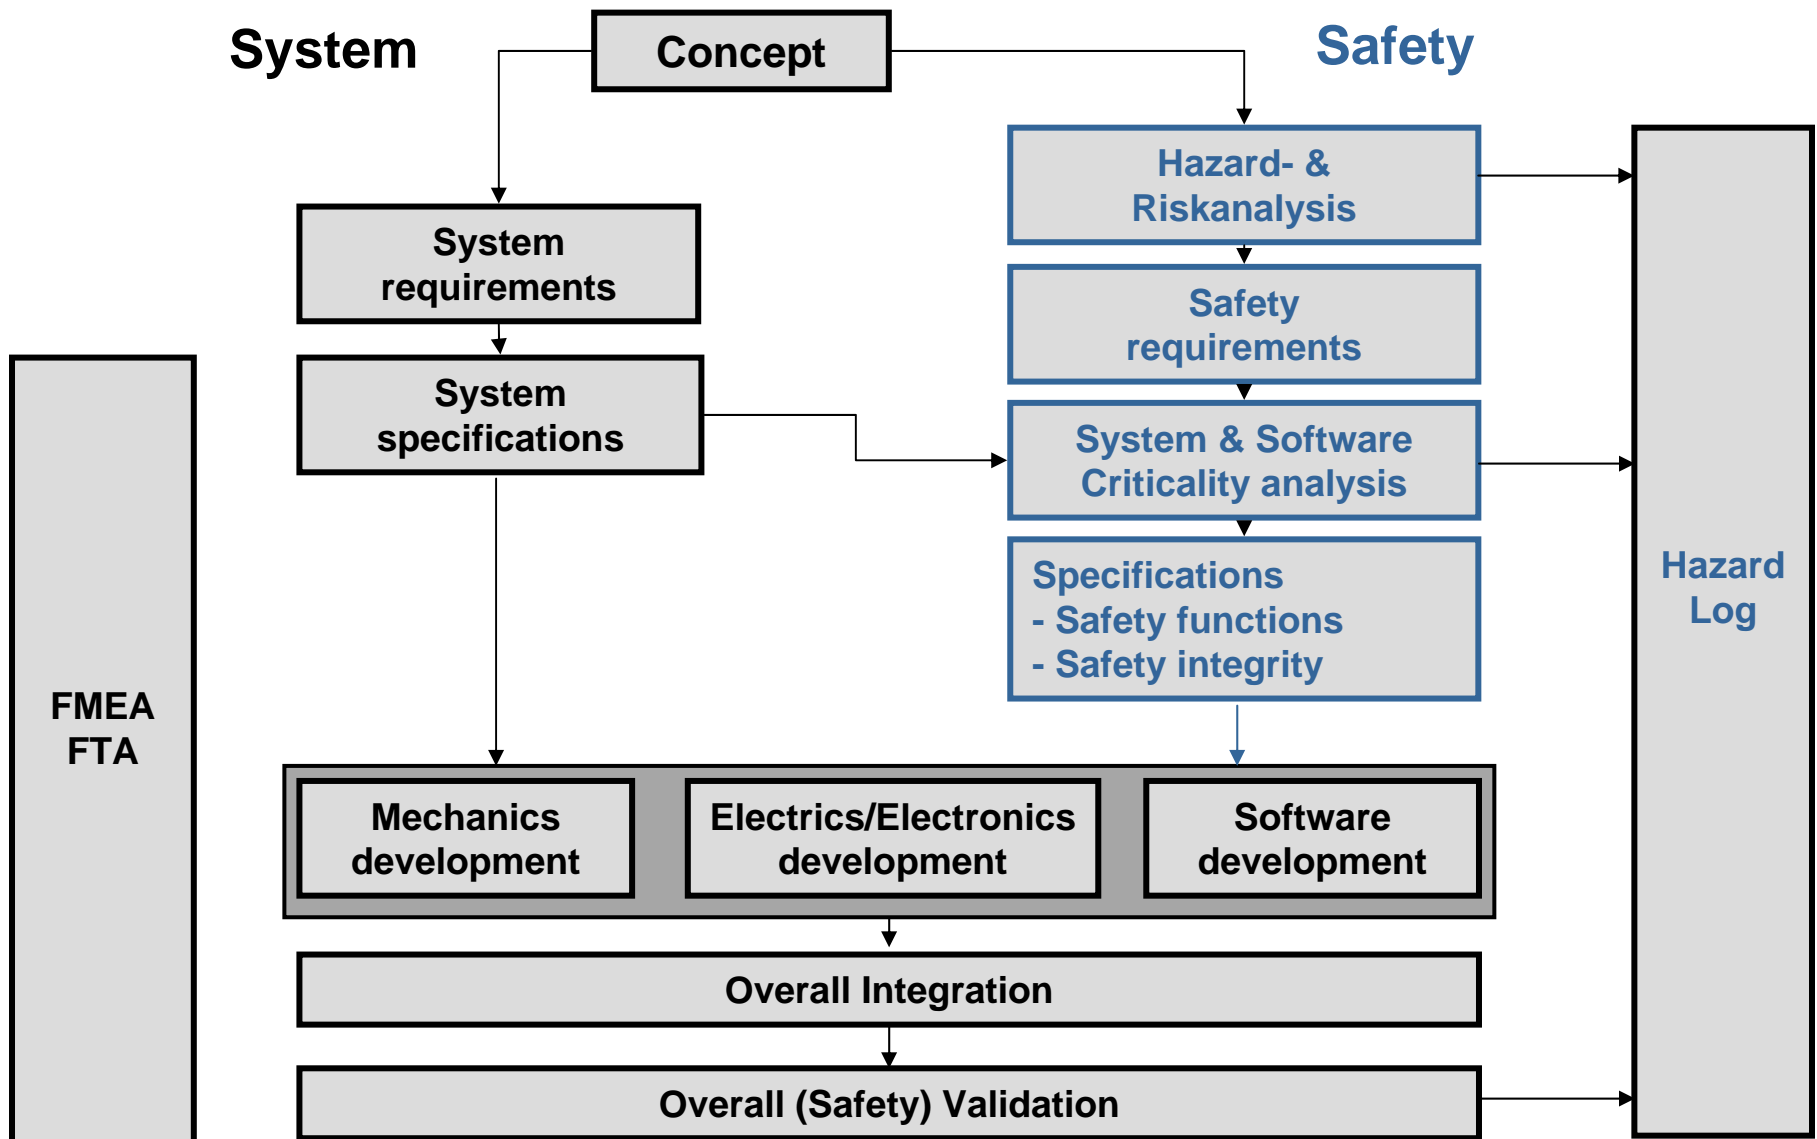 System
Concept
Safety
Hazard- &
Riskanalysis
System
requirements
Safety
requirements
System
specifications
System & Software
Criticality analysis
Specifications
- Safety functions
- Safety integrity
Hazard
Log
FMEA
FTA
Mechanics
development
Electrics/Electronics
development
Software
development
Overall Integration
Overall (Safety) Validation